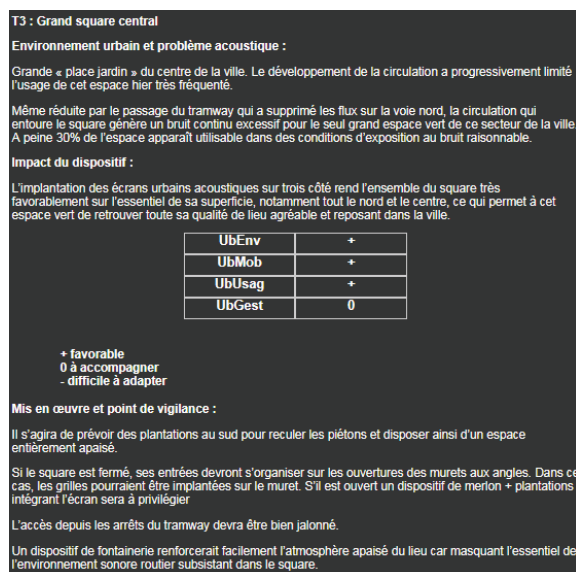 T3 : Grand square central
Environnement urbain et problème acoustique :
Grande « place jardin » du centre de la ville. Le développement de la circulation a progressivement limité
l'usage de cet espace hier très fréquenté.
Même réduite par le passage du tramway qui a supprimé les flux sur la voie nord, la circulation qui
entoure le square génère un bruit continu excessif pour le seul grand espace vert de ce secteur de la ville.
A peine 30% de l'espace apparaît utilisable dans des conditions d'exposition au bruit raisonnable.
Impact du dispositif :
L'implantation des écrans urbains acoustiques sur trois côté rend l'ensemble du square très
favorablement sur l'essentiel de sa superficie, notamment tout le nord et le centre, ce qui permet à cet
espace vert de retrouver toute sa qualité de lieu agréable et reposant dans la ville.
UbEnv +
UbMob +
UbUsag +
UbGest 0
+ favorable
0 à accompagner
- difficile à adapter
Mis en œuvre et point de vigilance :
Il s'agira de prévoir des plantations au sud pour reculer les piétons et disposer ainsi d'un espace
entièrement apaisé.
Si le square est fermé, ses entrées devront s'organiser sur les ouvertures des murets aux angles. Dans ce
cas, les grilles pourraient être implantées sur le muret. S'il est ouvert un dispositif de merlon + plantations
intégrant l'écran sera à privilégier
L'accès depuis les arrêts du tramway devra être bien jalonné.
Un dispositif de fontainerie renforcerait facilement l'atmosphère apaisé du lieu car masquant l'essentiel de
l'environnement sonore routier subsistant dans le square.